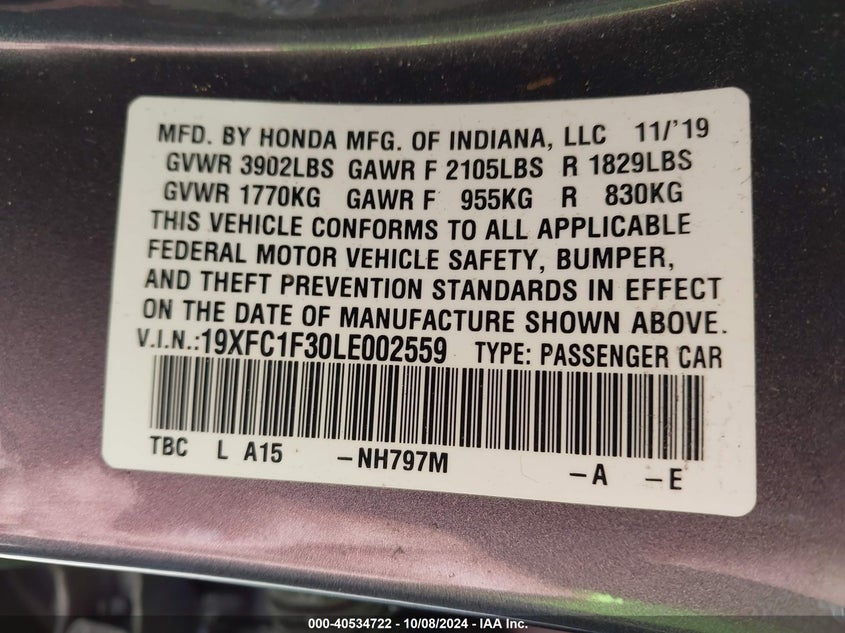 MFD. BY HONDA MFG. OF INDIANA, LLC 11/'19
GVWR 3902LBS GAWR F 2105LBS R 1829LBS
GVWR 1770KG GAWR F 955KG R 830KG
THIS VEHICLE CONFORMS TO ALL APPLICABLE
FEDERAL MOTOR VEHICLE SAFETY, BUMPER,
AND THEFT PREVENTION STANDARDS IN EFFECT
ON THE DATE OF MANUFACTURE SHOWN ABOVE.
V.I.N.:19XFC1F30LE002559 TYPE: PASSENGER CAR
TBC L A15 -NH797M -A -E
000-40534722 - 10/08/2024 - IAA Inc.